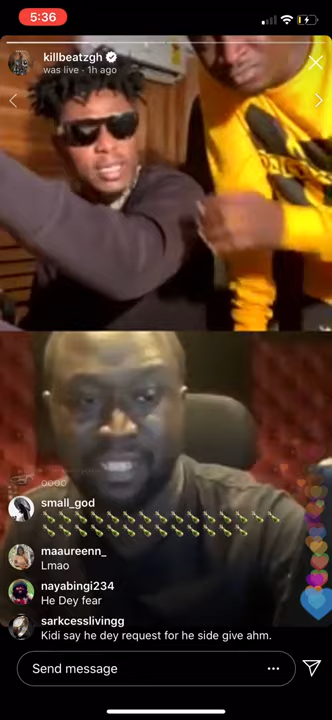 5:36
killbeatzgh
was live · 1h ago
oooo
small_god
maaureenn_
Lmao
nayabingi234
He Dey fear
sarkcesslivingg
Kidi say he dey request for he side give ahm.
Send message